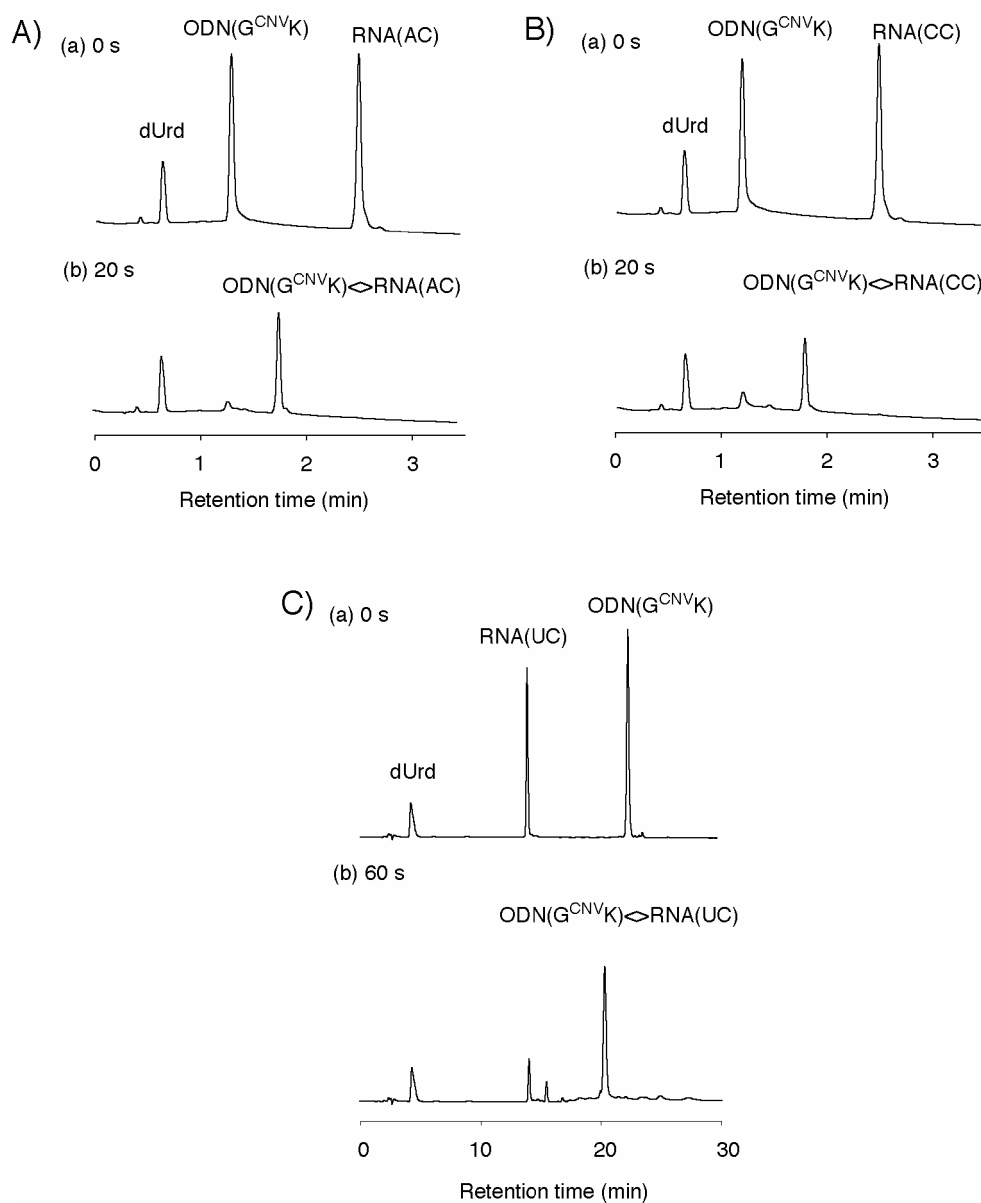 A)
(a) 0 s
ODN(G^CNVK)
RNA(AC)
dUrd
(b) 20 s
ODN(G^CNVK)<>RNA(AC)
0 1 2 3
Retention time (min)
B)
(a) 0 s
ODN(G^CNVK)
RNA(CC)
dUrd
(b) 20 s
ODN(G^CNVK)<>RNA(CC)
0 1 2 3
Retention time (min)
C)
(a) 0 s
ODN(G^CNVK)
RNA(UC)
dUrd
(b) 60 s
ODN(G^CNVK)<>RNA(UC)
0 10 20 30
Retention time (min)